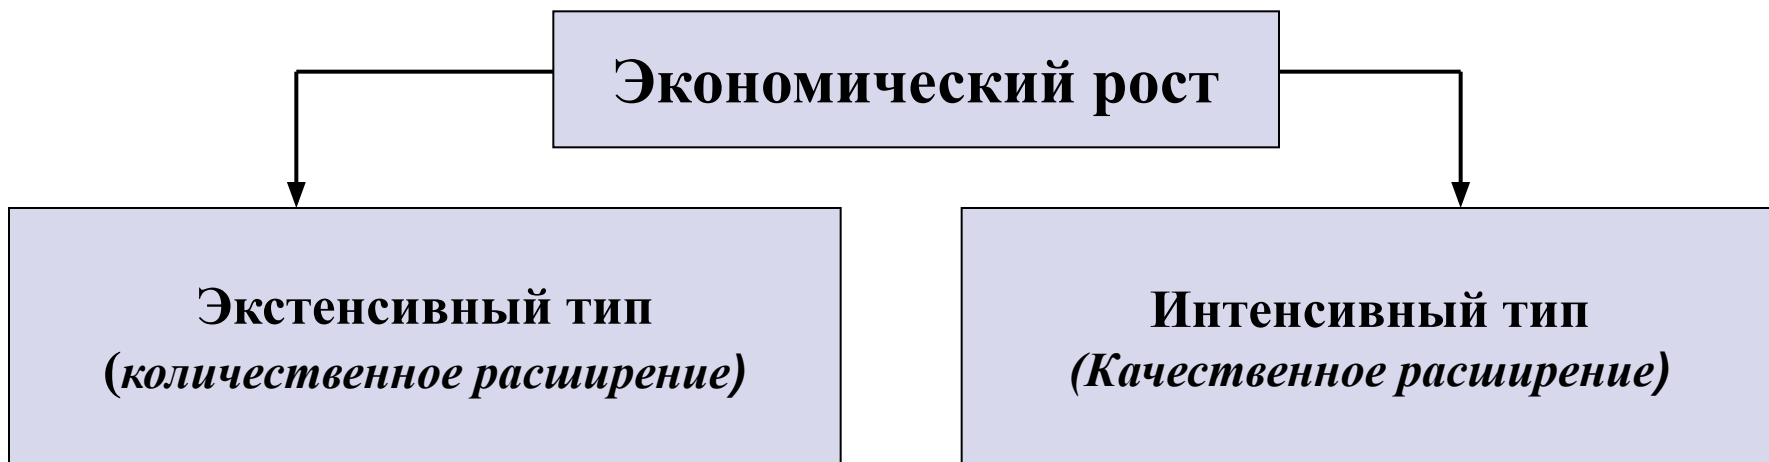 Экономический рост
Экстенсивный тип
(количественное расширение)
Интенсивный тип
(Качественное расширение)